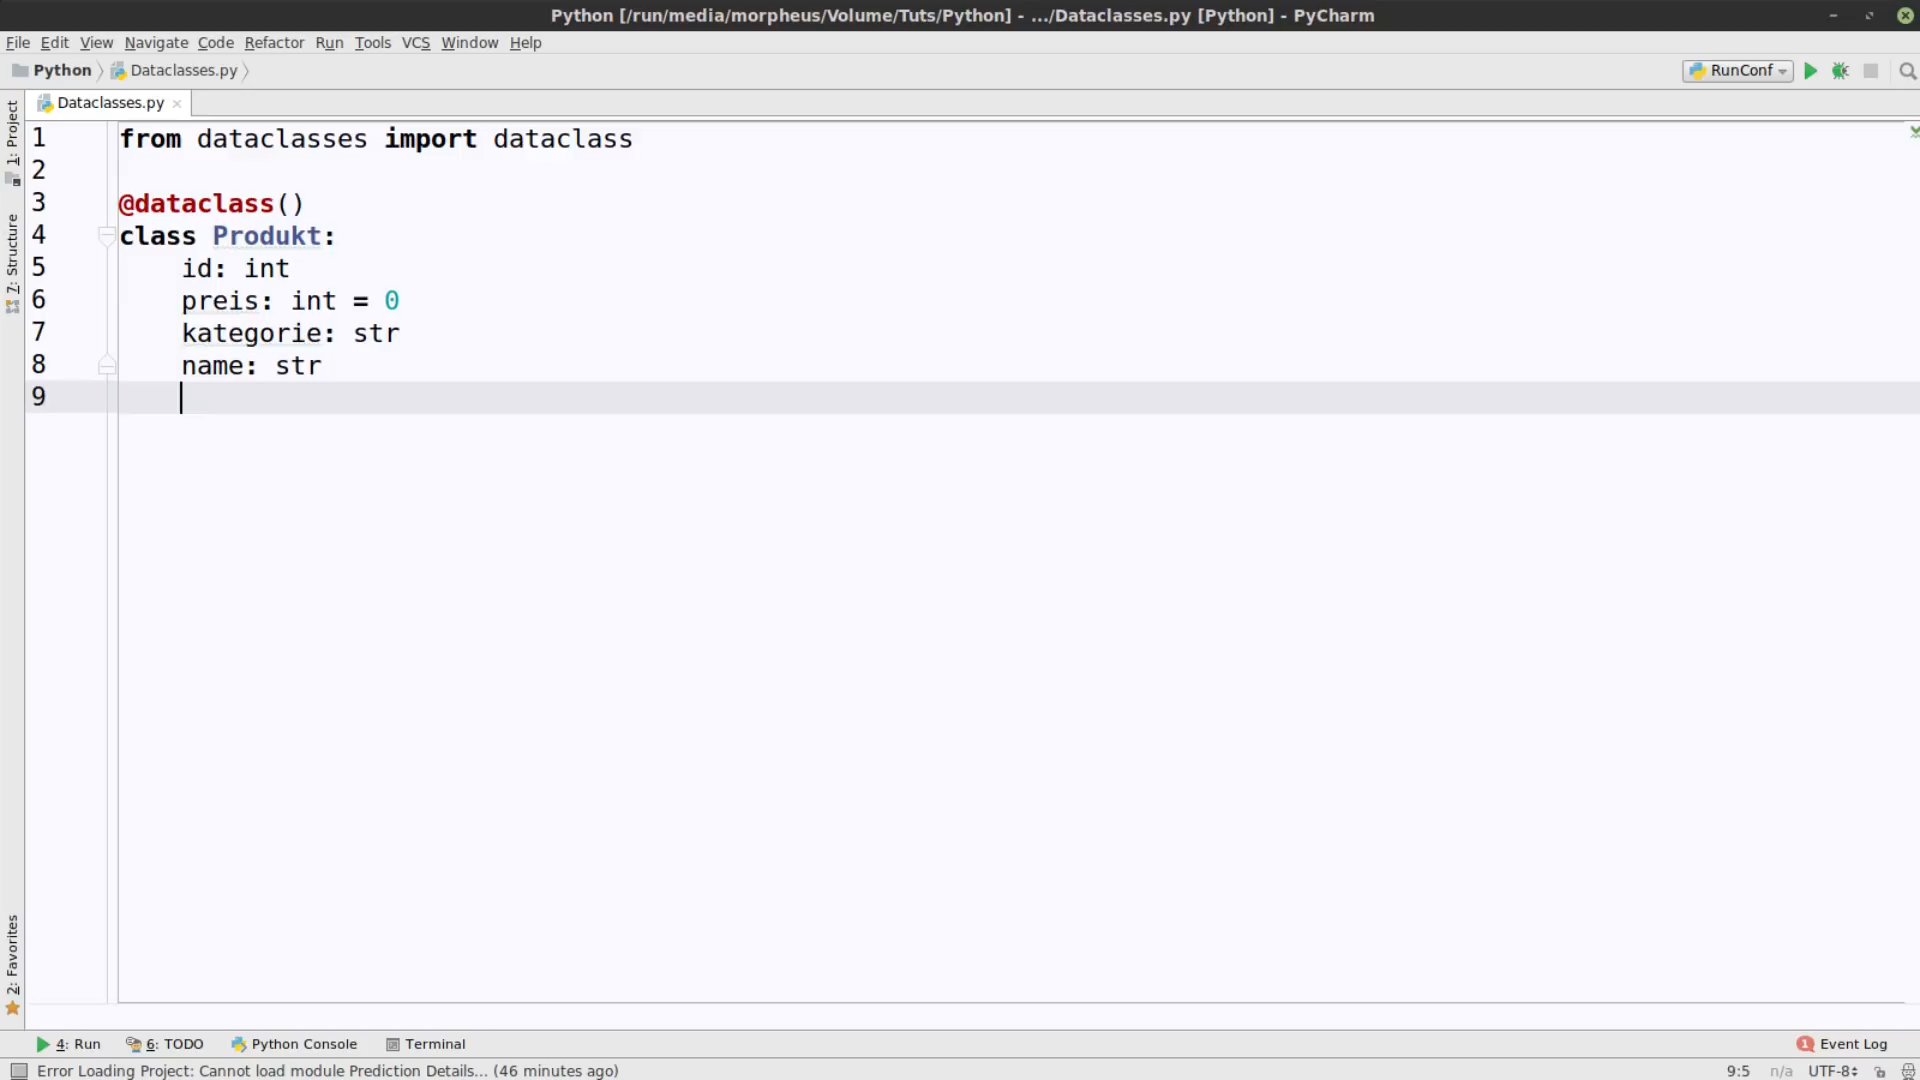 Python [/run/media/morpheus/Volume/Tuts/Python] - .../Dataclasses.py [Python] - PyCharm
File Edit View Navigate Code Refactor Run Tools VCS Window Help
Python Dataclasses.py RunConf
Dataclasses.py
1: Project
7: Structure
2: Favorites
1 from dataclasses import dataclass
2
3 @dataclass()
4 class Produkt:
5 id: int
6 preis: int = 0
7 kategorie: str
8 name: str
9
4: Run 6: TODO Python Console Terminal 1 Event Log
Error Loading Project: Cannot load module Prediction Details... (46 minutes ago) 9:5 n/a UTF-8